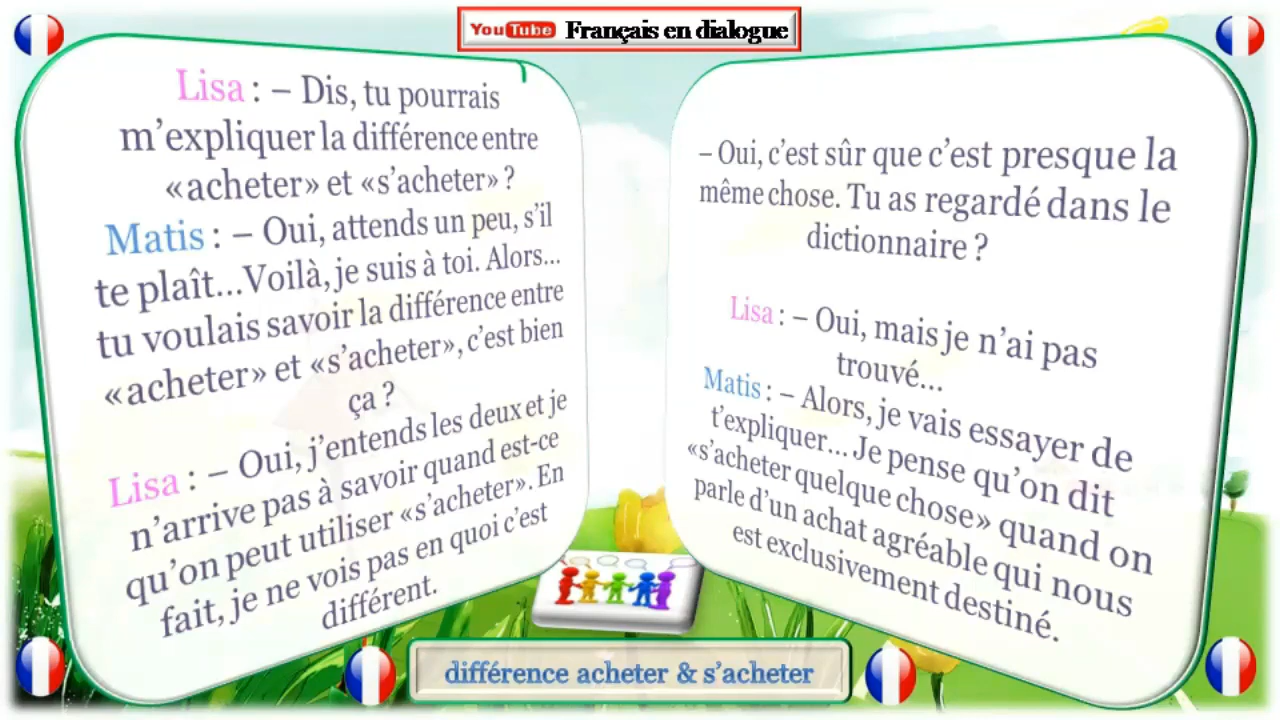 YouTube Français en dialogue
Lisa : – Dis, tu pourrais
m’expliquer la différence entre
«acheter» et «s’acheter» ?
Matis : – Oui, attends un peu, s’il
te plaît...Voilà, je suis à toi. Alors...
tu voulais savoir la différence entre
«acheter» et «s’acheter», c’est bien
ça ?
Lisa : – Oui, j’entends les deux et je
n’arrive pas à savoir quand est-ce
qu’on peut utiliser «s’acheter». En
fait, je ne vois pas en quoi c’est
différent.
– Oui, c’est sûr que c’est presque la
même chose. Tu as regardé dans le
dictionnaire ?
Lisa : – Oui, mais je n’ai pas
trouvé...
Matis : – Alors, je vais essayer de
t’expliquer... Je pense qu’on dit
«s’acheter quelque chose» quand on
parle d’un achat agréable qui nous
est exclusivement destiné.
différence acheter & s’acheter